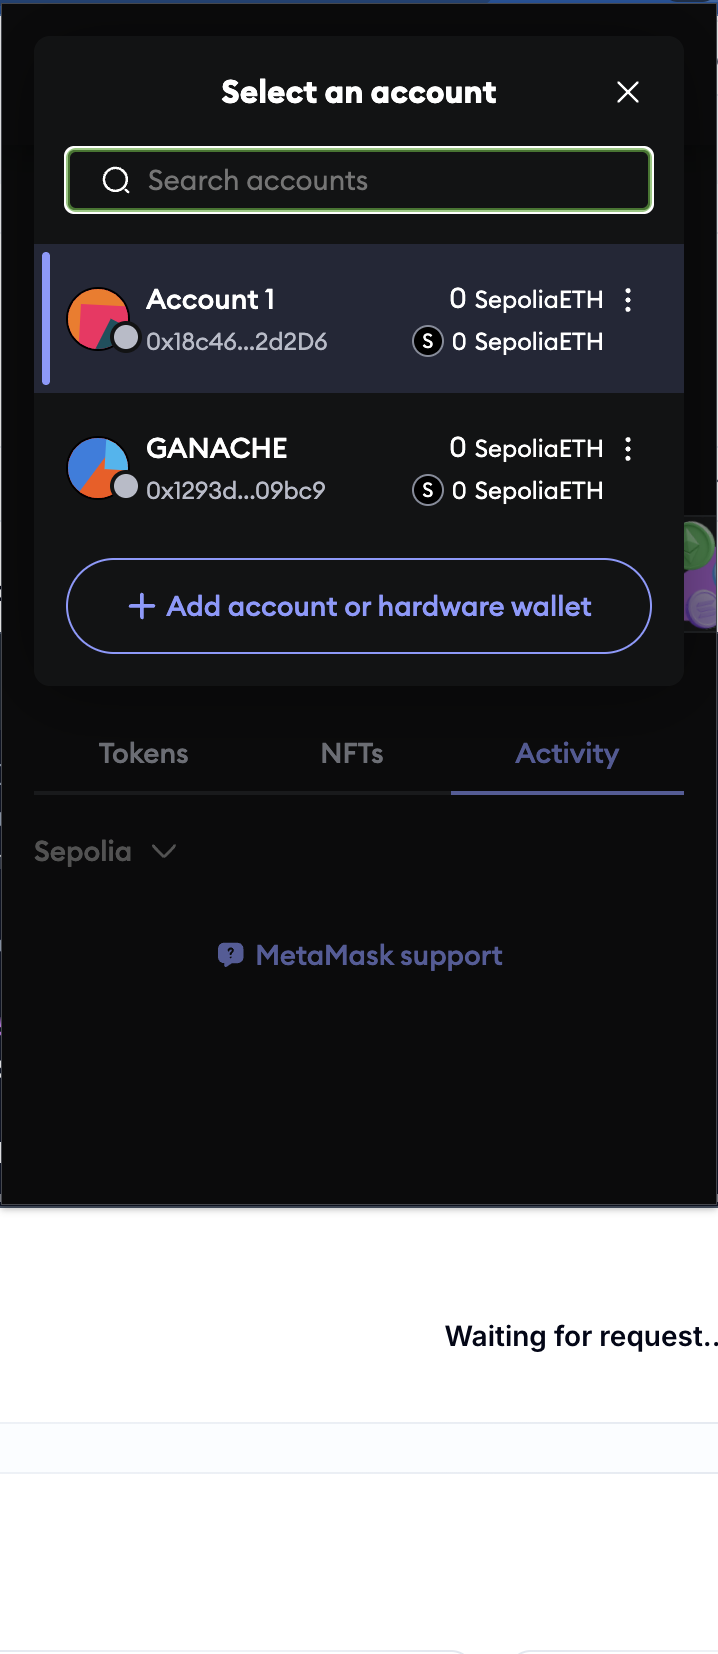 Select an account
Search accounts
Account 1
0 SepoliaETH
0x18c46...2d2D6
S 0 SepoliaETH
GANACHE
0 SepoliaETH
0x1293d...09bc9
S 0 SepoliaETH
+ Add account or hardware wallet
Tokens NFTs Activity
Sepolia
? MetaMask support
Waiting for request..